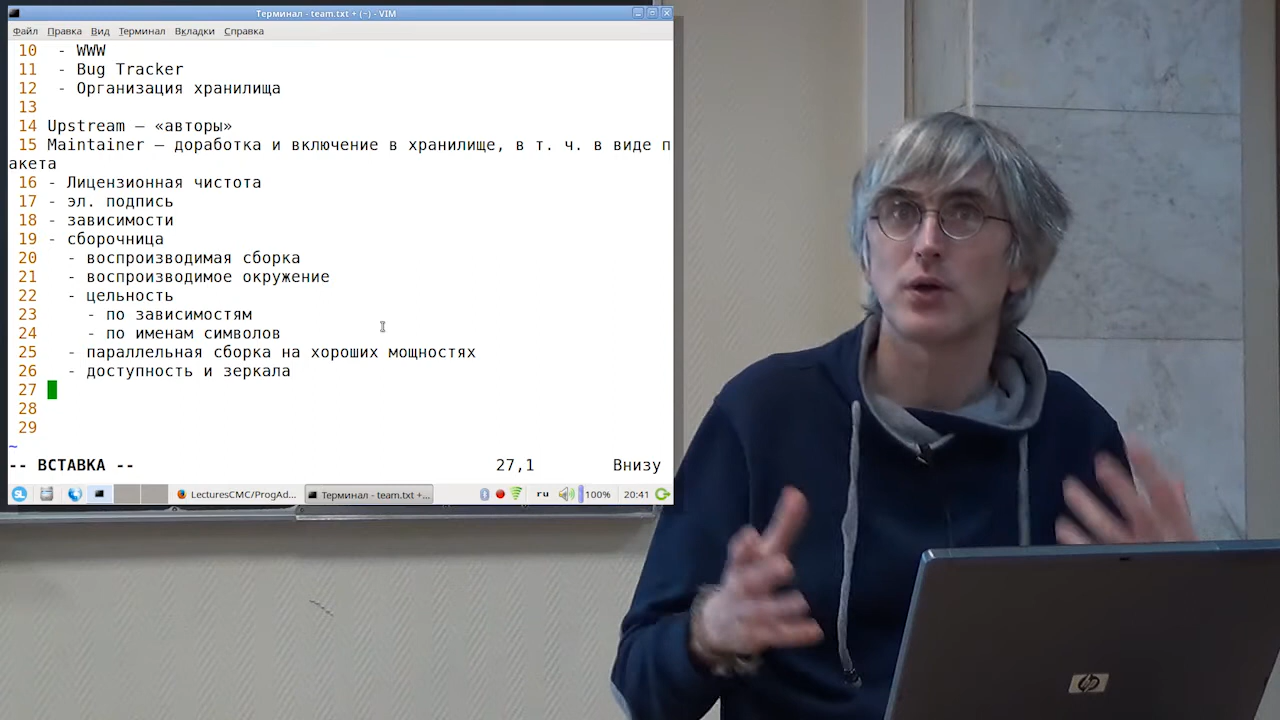 Терминал - team.txt + (~) - VIM
Файл Правка Вид Терминал Вкладки Справка
10 - WWW
11 - Bug Tracker
12 - Организация хранилища
13
14 Upstream — «авторы»
15 Maintainer — доработка и включение в хранилище, в т. ч. в виде п
акета
16 - Лицензионная чистота
17 - эл. подпись
18 - зависимости
19 - сборочница
20 - воспроизводимая сборка
21 - воспроизводимое окружение
22 - цельность
23 - по зависимостям
24 - по именам символов
25 - параллельная сборка на хороших мощностях
26 - доступность и зеркала
27
28
29
~
-- ВСТАВКА -- 27,1 Внизу
LecturesCMC/ProgAd... Терминал - team.txt +... ru 100% 20:41
hp